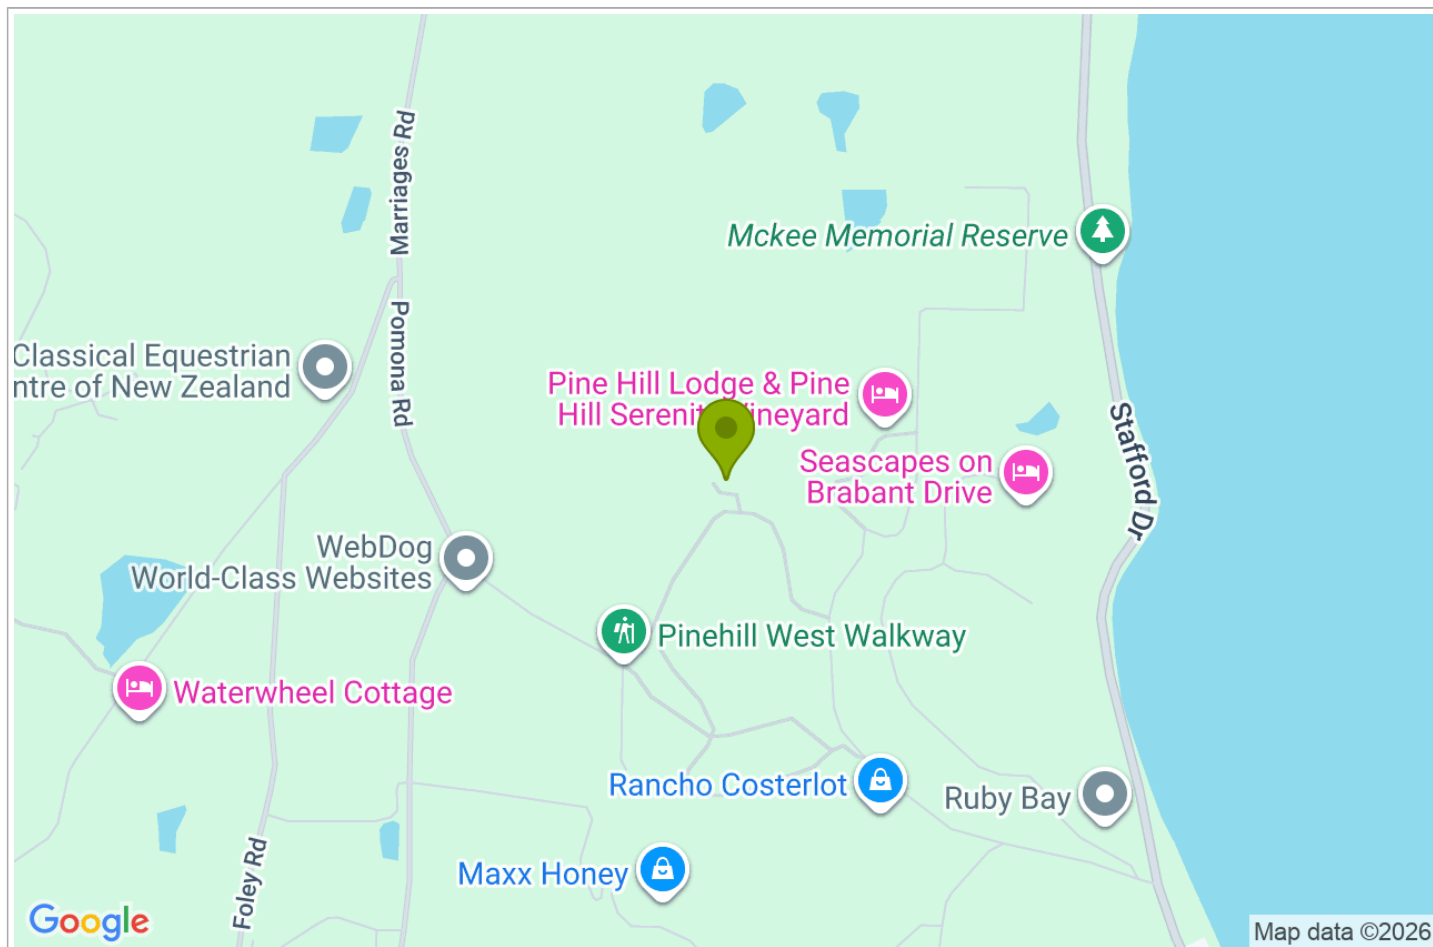 Marriages Rd
Mckee Memorial Reserve
Pomona Rd
Classical Equestrian
ntre of New Zealand
Pine Hill Lodge & Pine
Hill Serenit ineyard
Seascapes on
Brabant Drive
Stafford Dr
WebDog
World-Class Websites
Pinehill West Walkway
Waterwheel Cottage
Rancho Costerlot
Ruby Bay
Maxx Honey
Foley Rd
Google
Map data ©2026